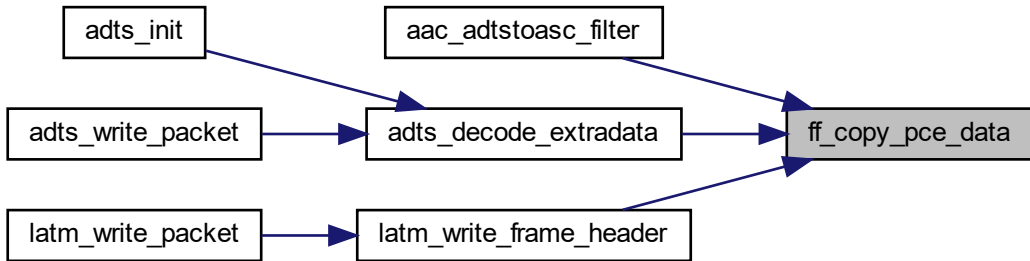 adts_init
aac_adtstoasc_filter
adts_write_packet
adts_decode_extradata
ff_copy_pce_data
latm_write_packet
latm_write_frame_header